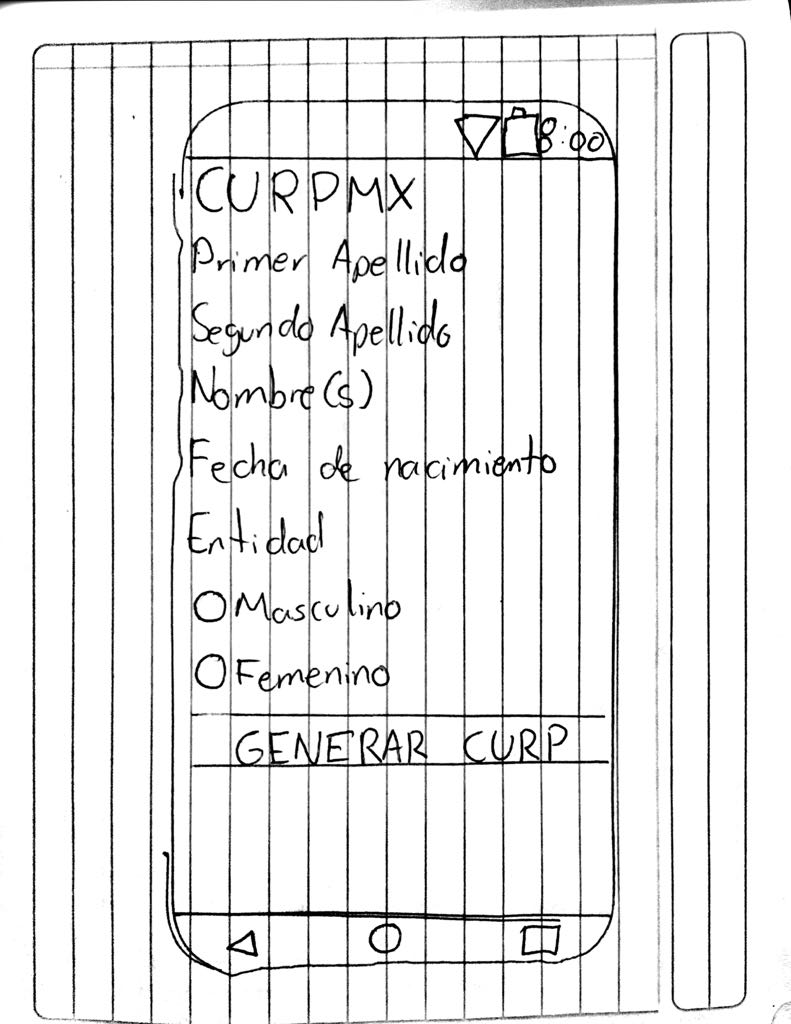 8:00
CURPMX
Primer Apellido
Segundo Apellido
Nombre(s)
Fecha de nacimiento
Entidad
Masculino
Femenino
GENERAR CURP